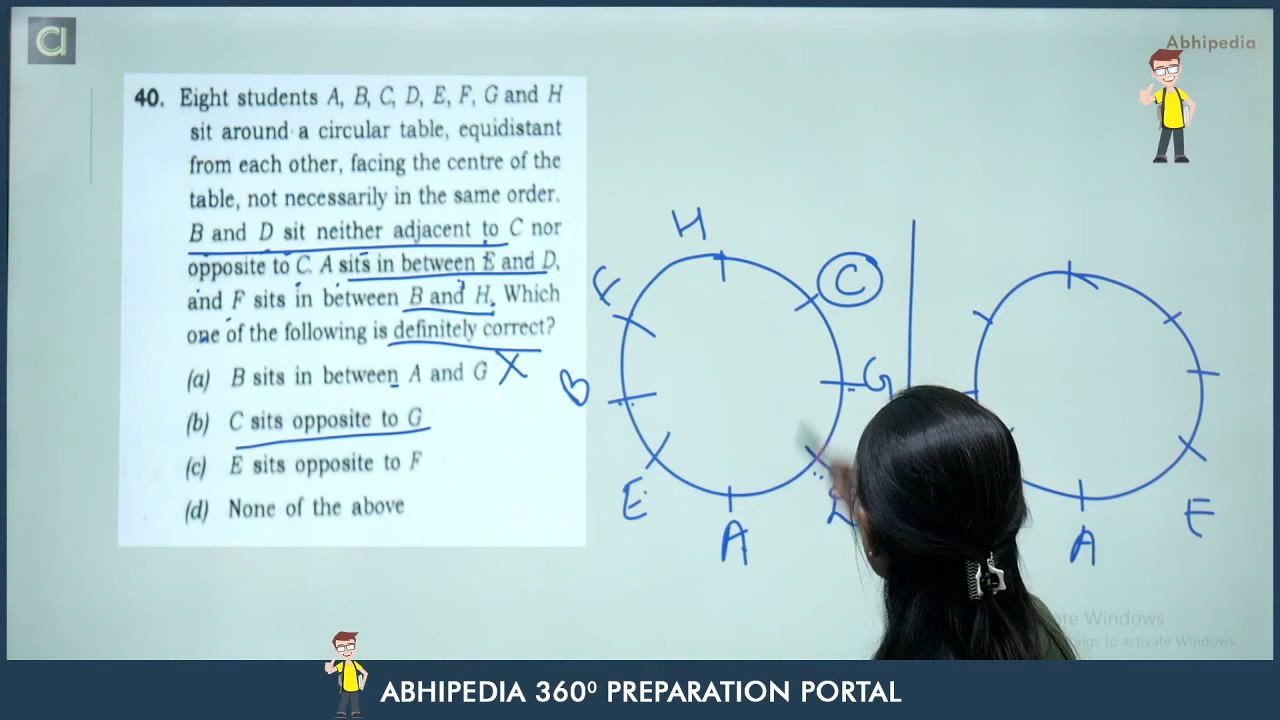 Abhipedia
40. Eight students A, B, C, D, E, F, G and H
sit around a circular table, equidistant
from each other, facing the centre of the
table, not necessarily in the same order.
B and D sit neither adjacent to C nor
opposite to C. A sits in between E and D,
and F sits in between B and H. Which
one of the following is definitely correct?
(a) B sits in between A and G
(b) C sits opposite to G
(c) E sits opposite to F
(d) None of the above
H
C
F
B
G
E
A
A
E
to activate Windows.
ABHIPEDIA 360⁰ PREPARATION PORTAL